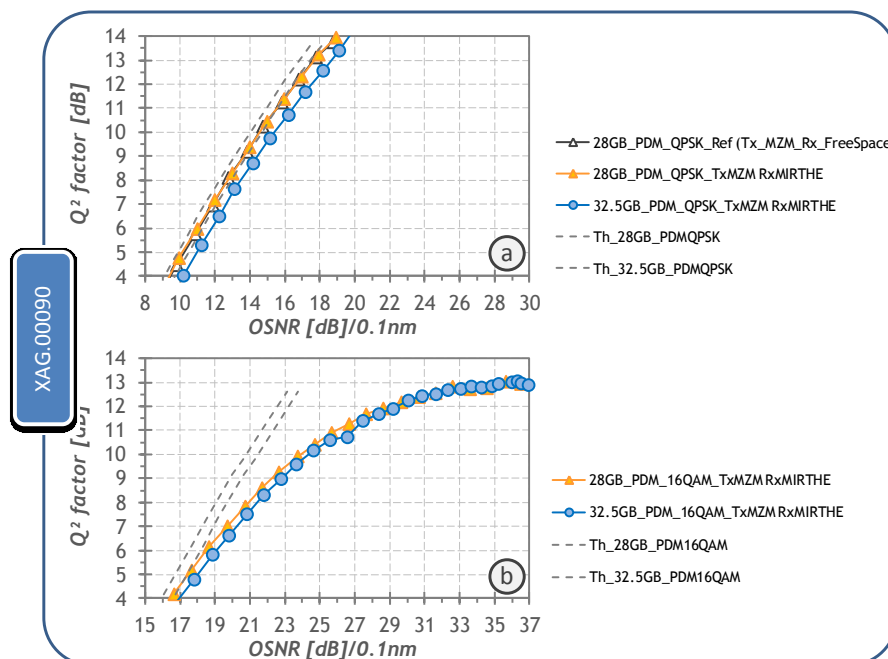 14
13
12
11
10
9
8
7
6
5
4
Q² factor [dB]
8 10 12 14 16 18 20 22 24 26 28 30
OSNR [dB]/0.1nm
a
28GB_PDM_QPSK_Ref (Tx_MZM_Rx_FreeSpace
28GB_PDM_QPSK_TxMZM RxMIRTHE
32.5GB_PDM_QPSK_TxMZM RxMIRTHE
Th_28GB_PDMQPSK
Th_32.5GB_PDMQPSK
XAG.00090
14
13
12
11
10
9
8
7
6
5
4
Q² factor [dB]
15 17 19 21 23 25 27 29 31 33 35 37
OSNR [dB]/0.1nm
b
28GB_PDM_16QAM_TxMZM RxMIRTHE
32.5GB_PDM_16QAM_TxMZM RxMIRTHE
Th_28GB_PDM16QAM
Th_32.5GB_PDM16QAM